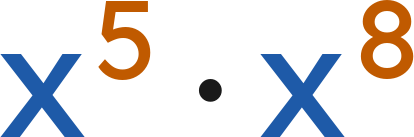 x⁵ · x⁸